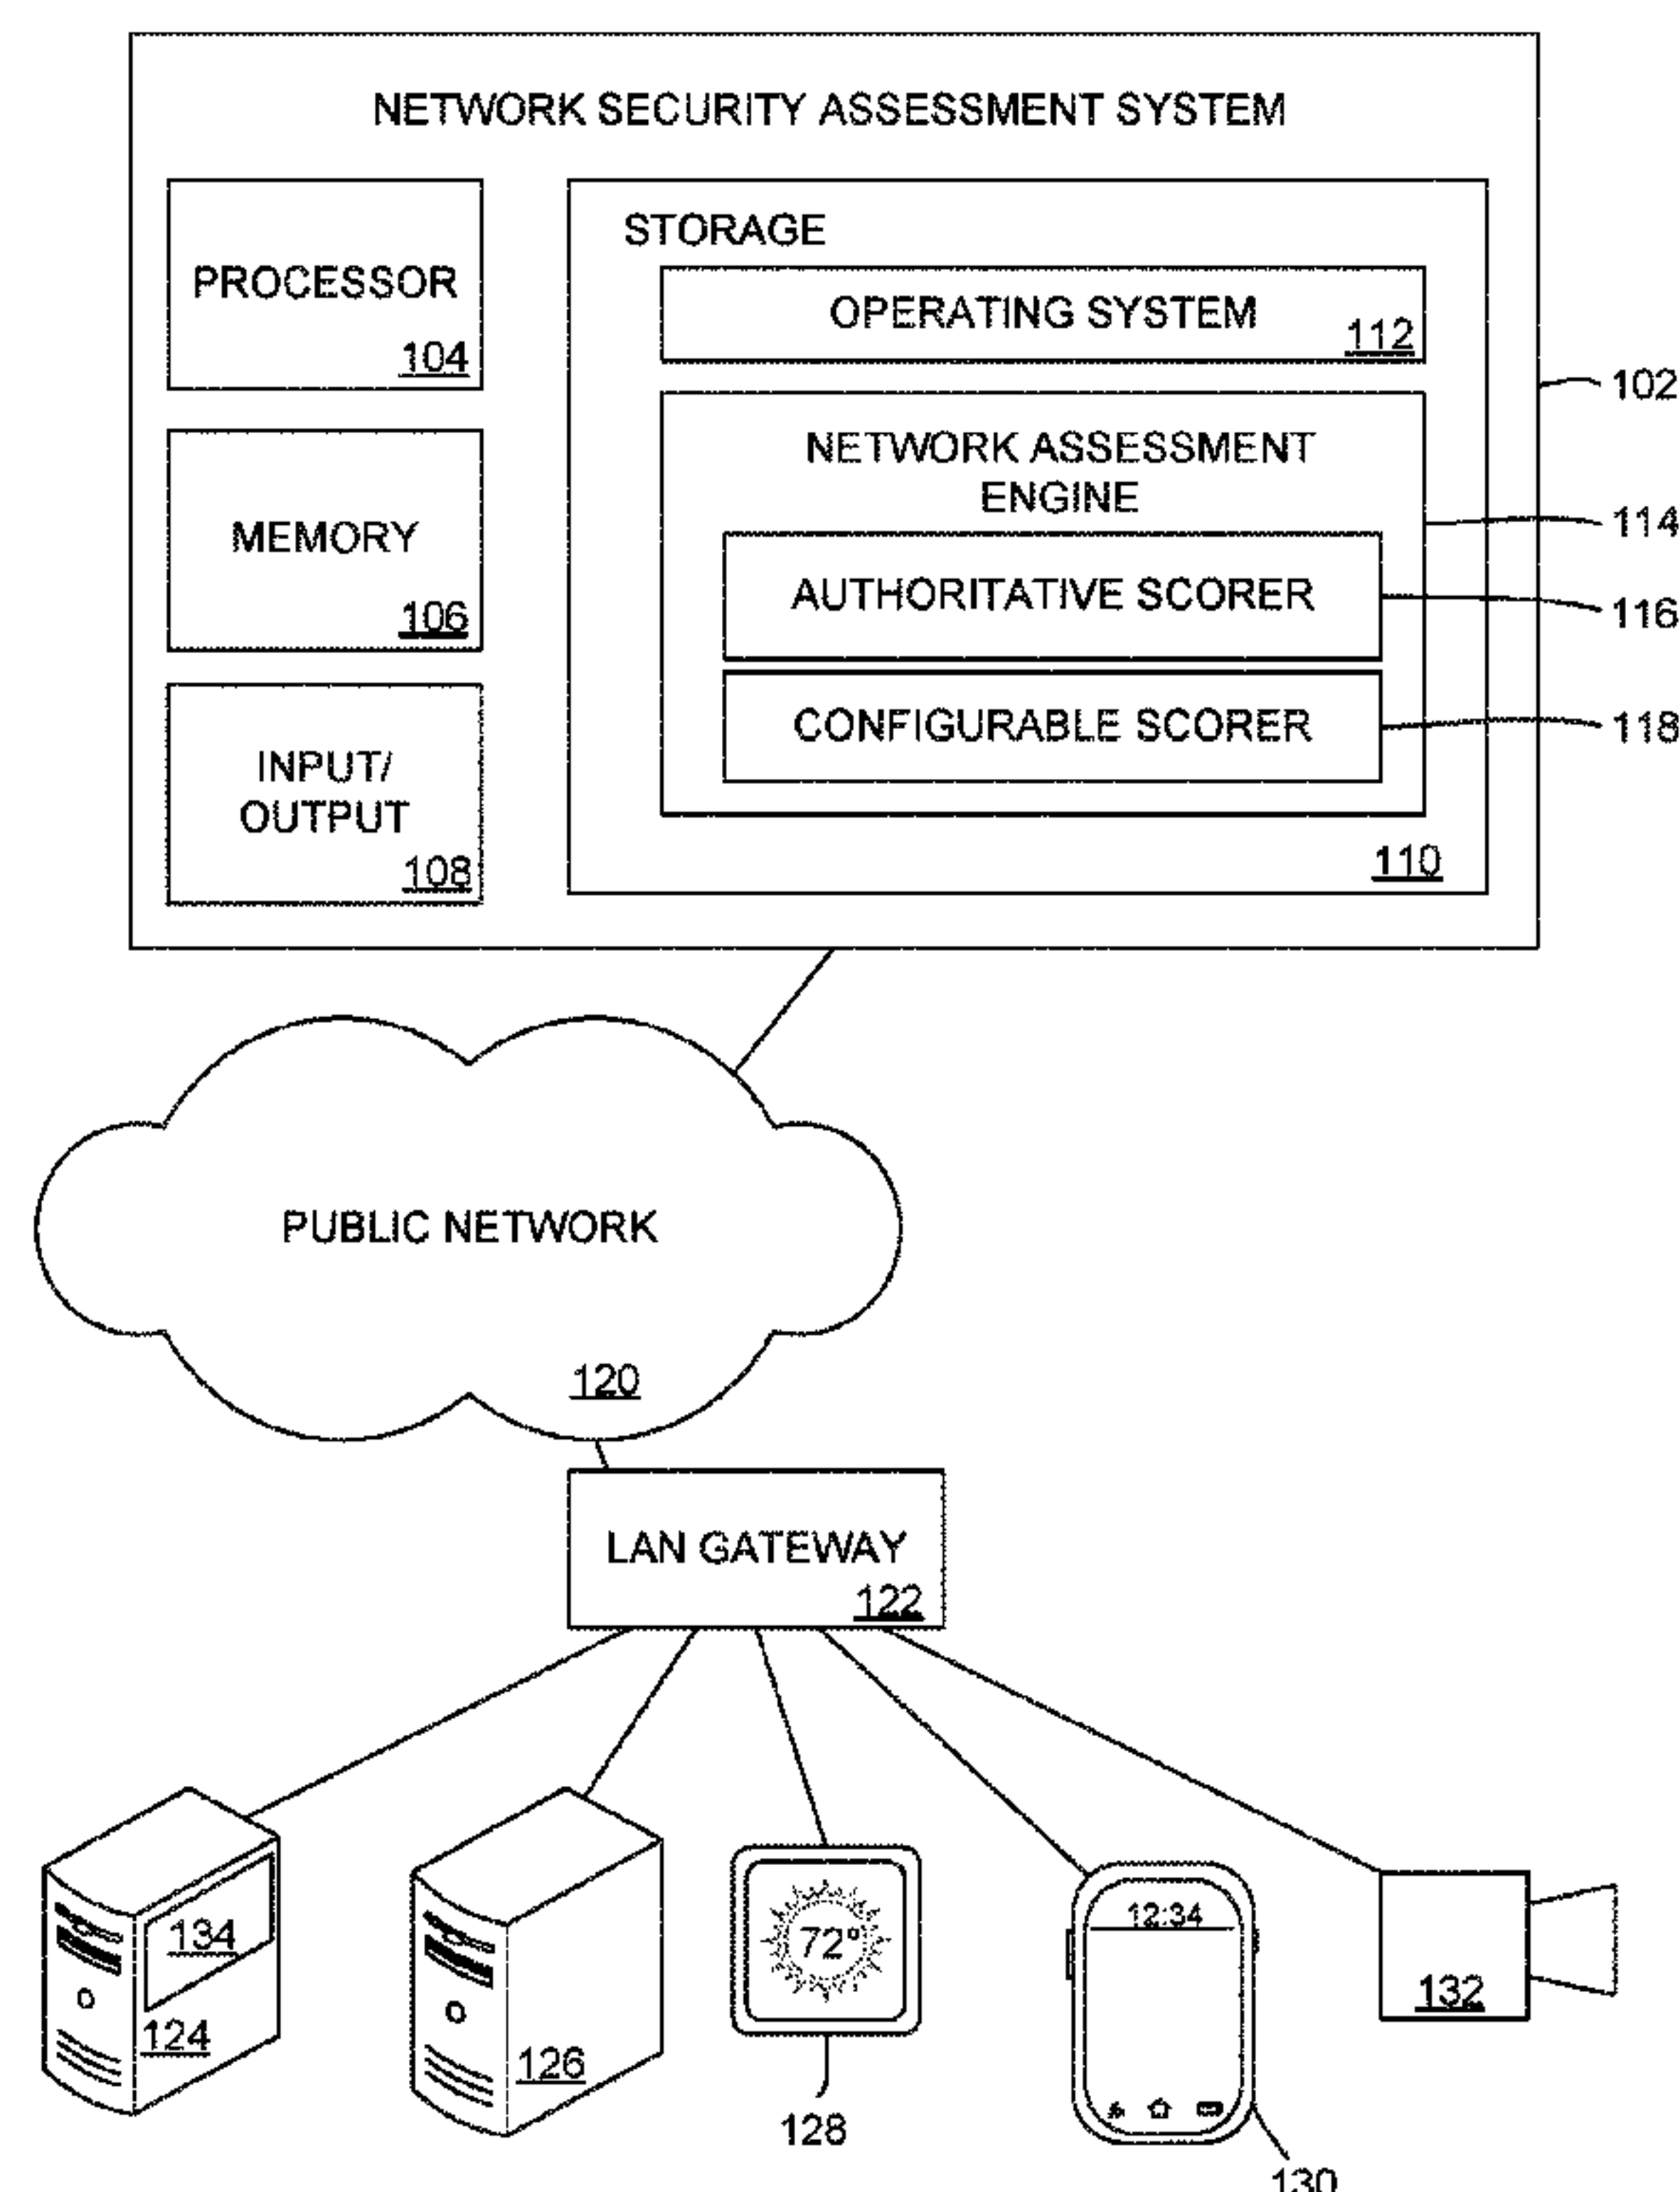 NETWORK SECURITY ASSESSMENT SYSTEM
PROCESSOR
104
MEMORY
106
INPUT/
OUTPUT
108
STORAGE
OPERATING SYSTEM
112
NETWORK ASSESSMENT
ENGINE
AUTHORITATIVE SCORER
CONFIGURABLE SCORER
110
102
114
116
118
PUBLIC NETWORK
120
LAN GATEWAY
122
134
124
126
72°
128
12:34
130
132